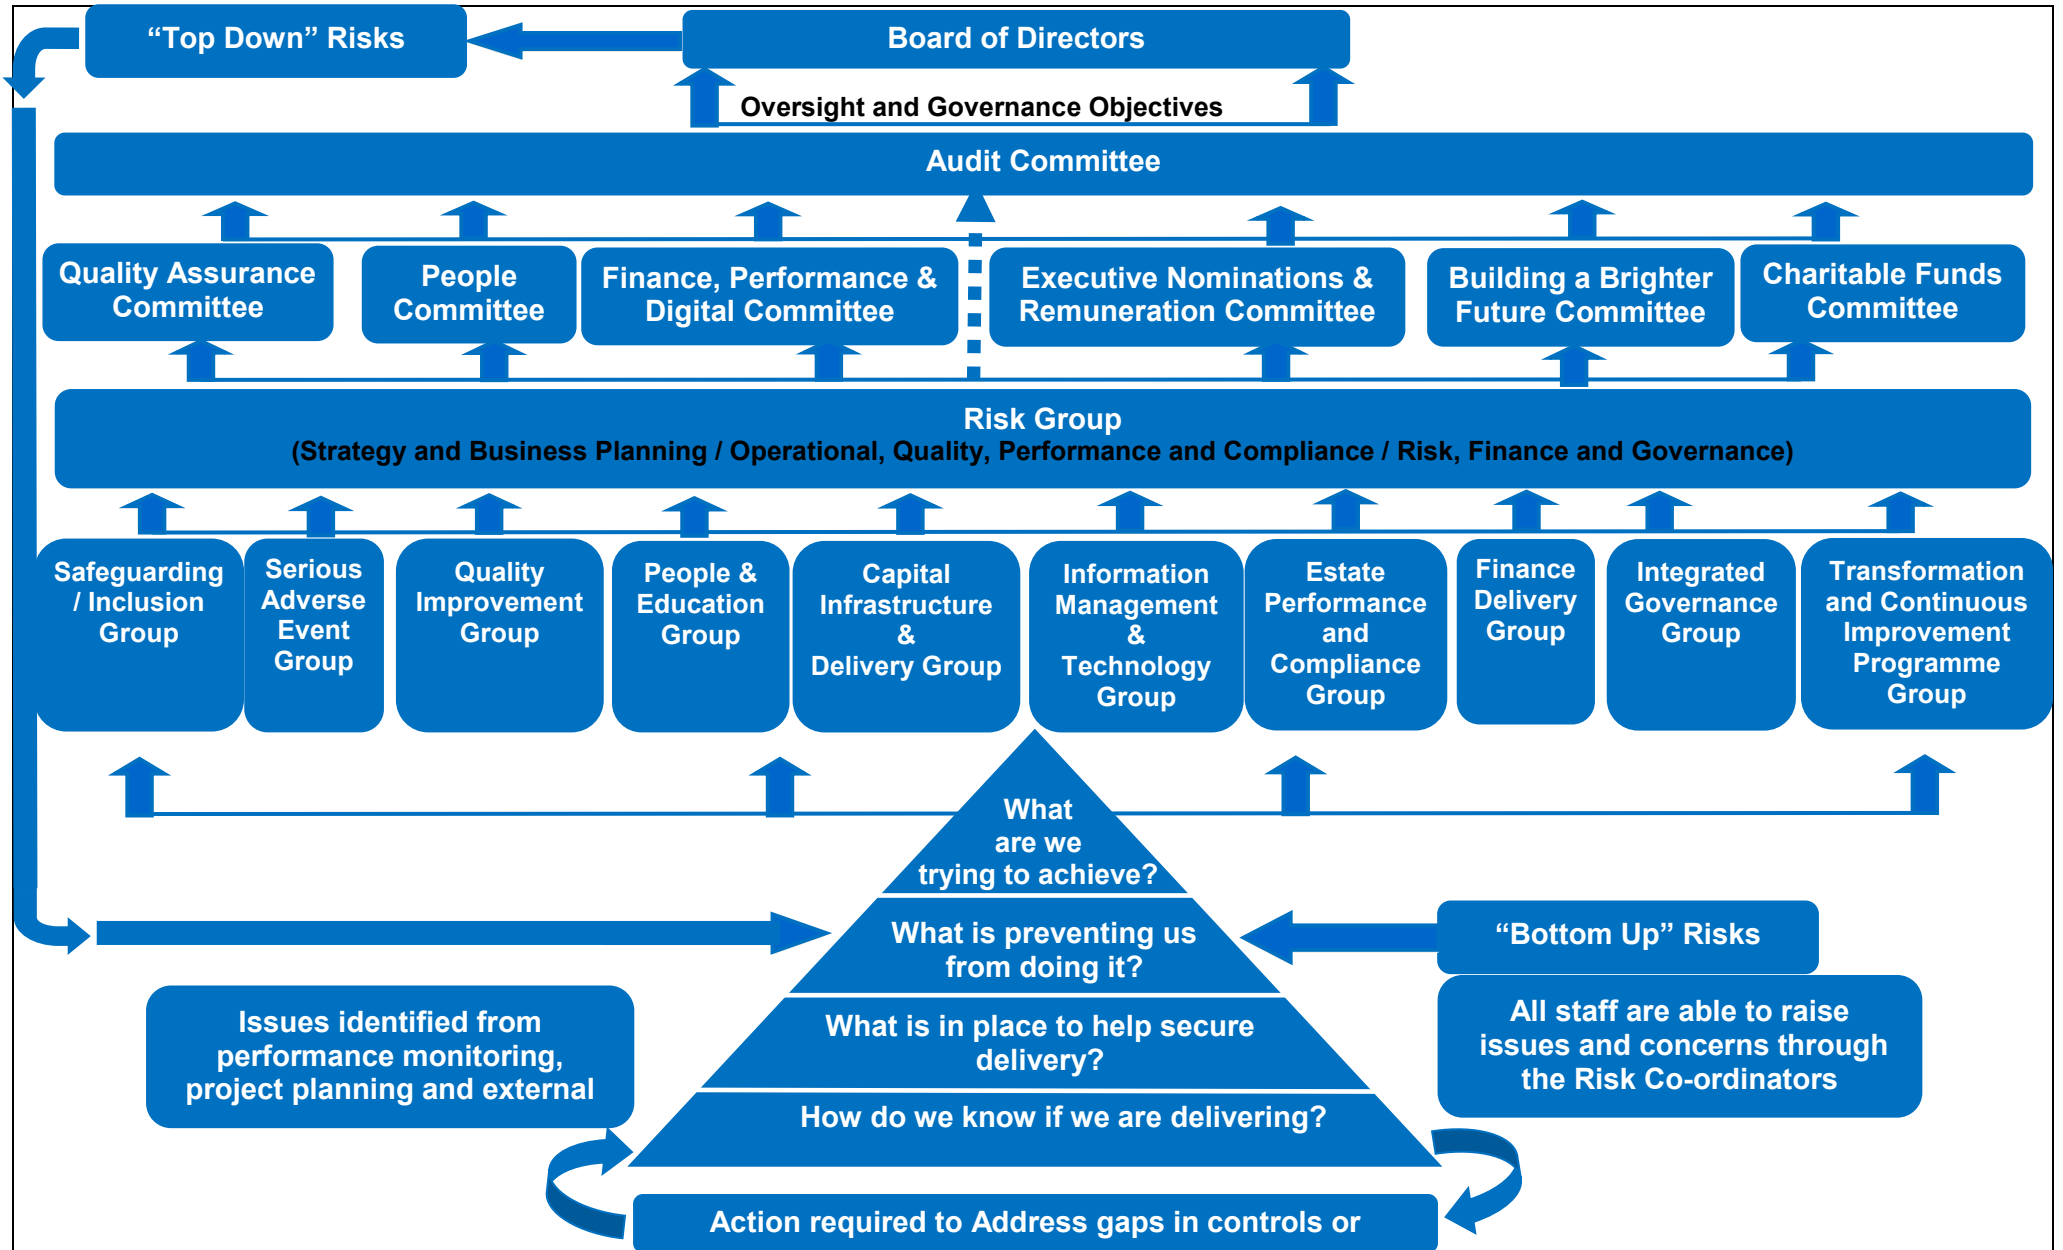 “Top Down” Risks
Board of Directors
Oversight and Governance Objectives
Audit Committee
Quality Assurance
Committee
People
Committee
Finance, Performance &
Digital Committee
Executive Nominations &
Remuneration Committee
Building a Brighter
Future Committee
Charitable Funds
Committee
Risk Group
(Strategy and Business Planning / Operational, Quality, Performance and Compliance / Risk, Finance and Governance)
Safeguarding
/ Inclusion
Group
Serious
Adverse
Event
Group
Quality
Improvement
Group
People &
Education
Group
Capital
Infrastructure
&
Delivery Group
Information
Management
&
Technology
Group
Estate
Performance
and
Compliance
Group
Finance
Delivery
Group
Integrated
Governance
Group
Transformation
and Continuous
Improvement
Programme
Group
What
are we
trying to achieve?
What is preventing us
from doing it?
“Bottom Up” Risks
What is in place to help secure
delivery?
Issues identified from
performance monitoring,
project planning and external
All staff are able to raise
issues and concerns through
the Risk Co-ordinators
How do we know if we are delivering?
Action required to Address gaps in controls or